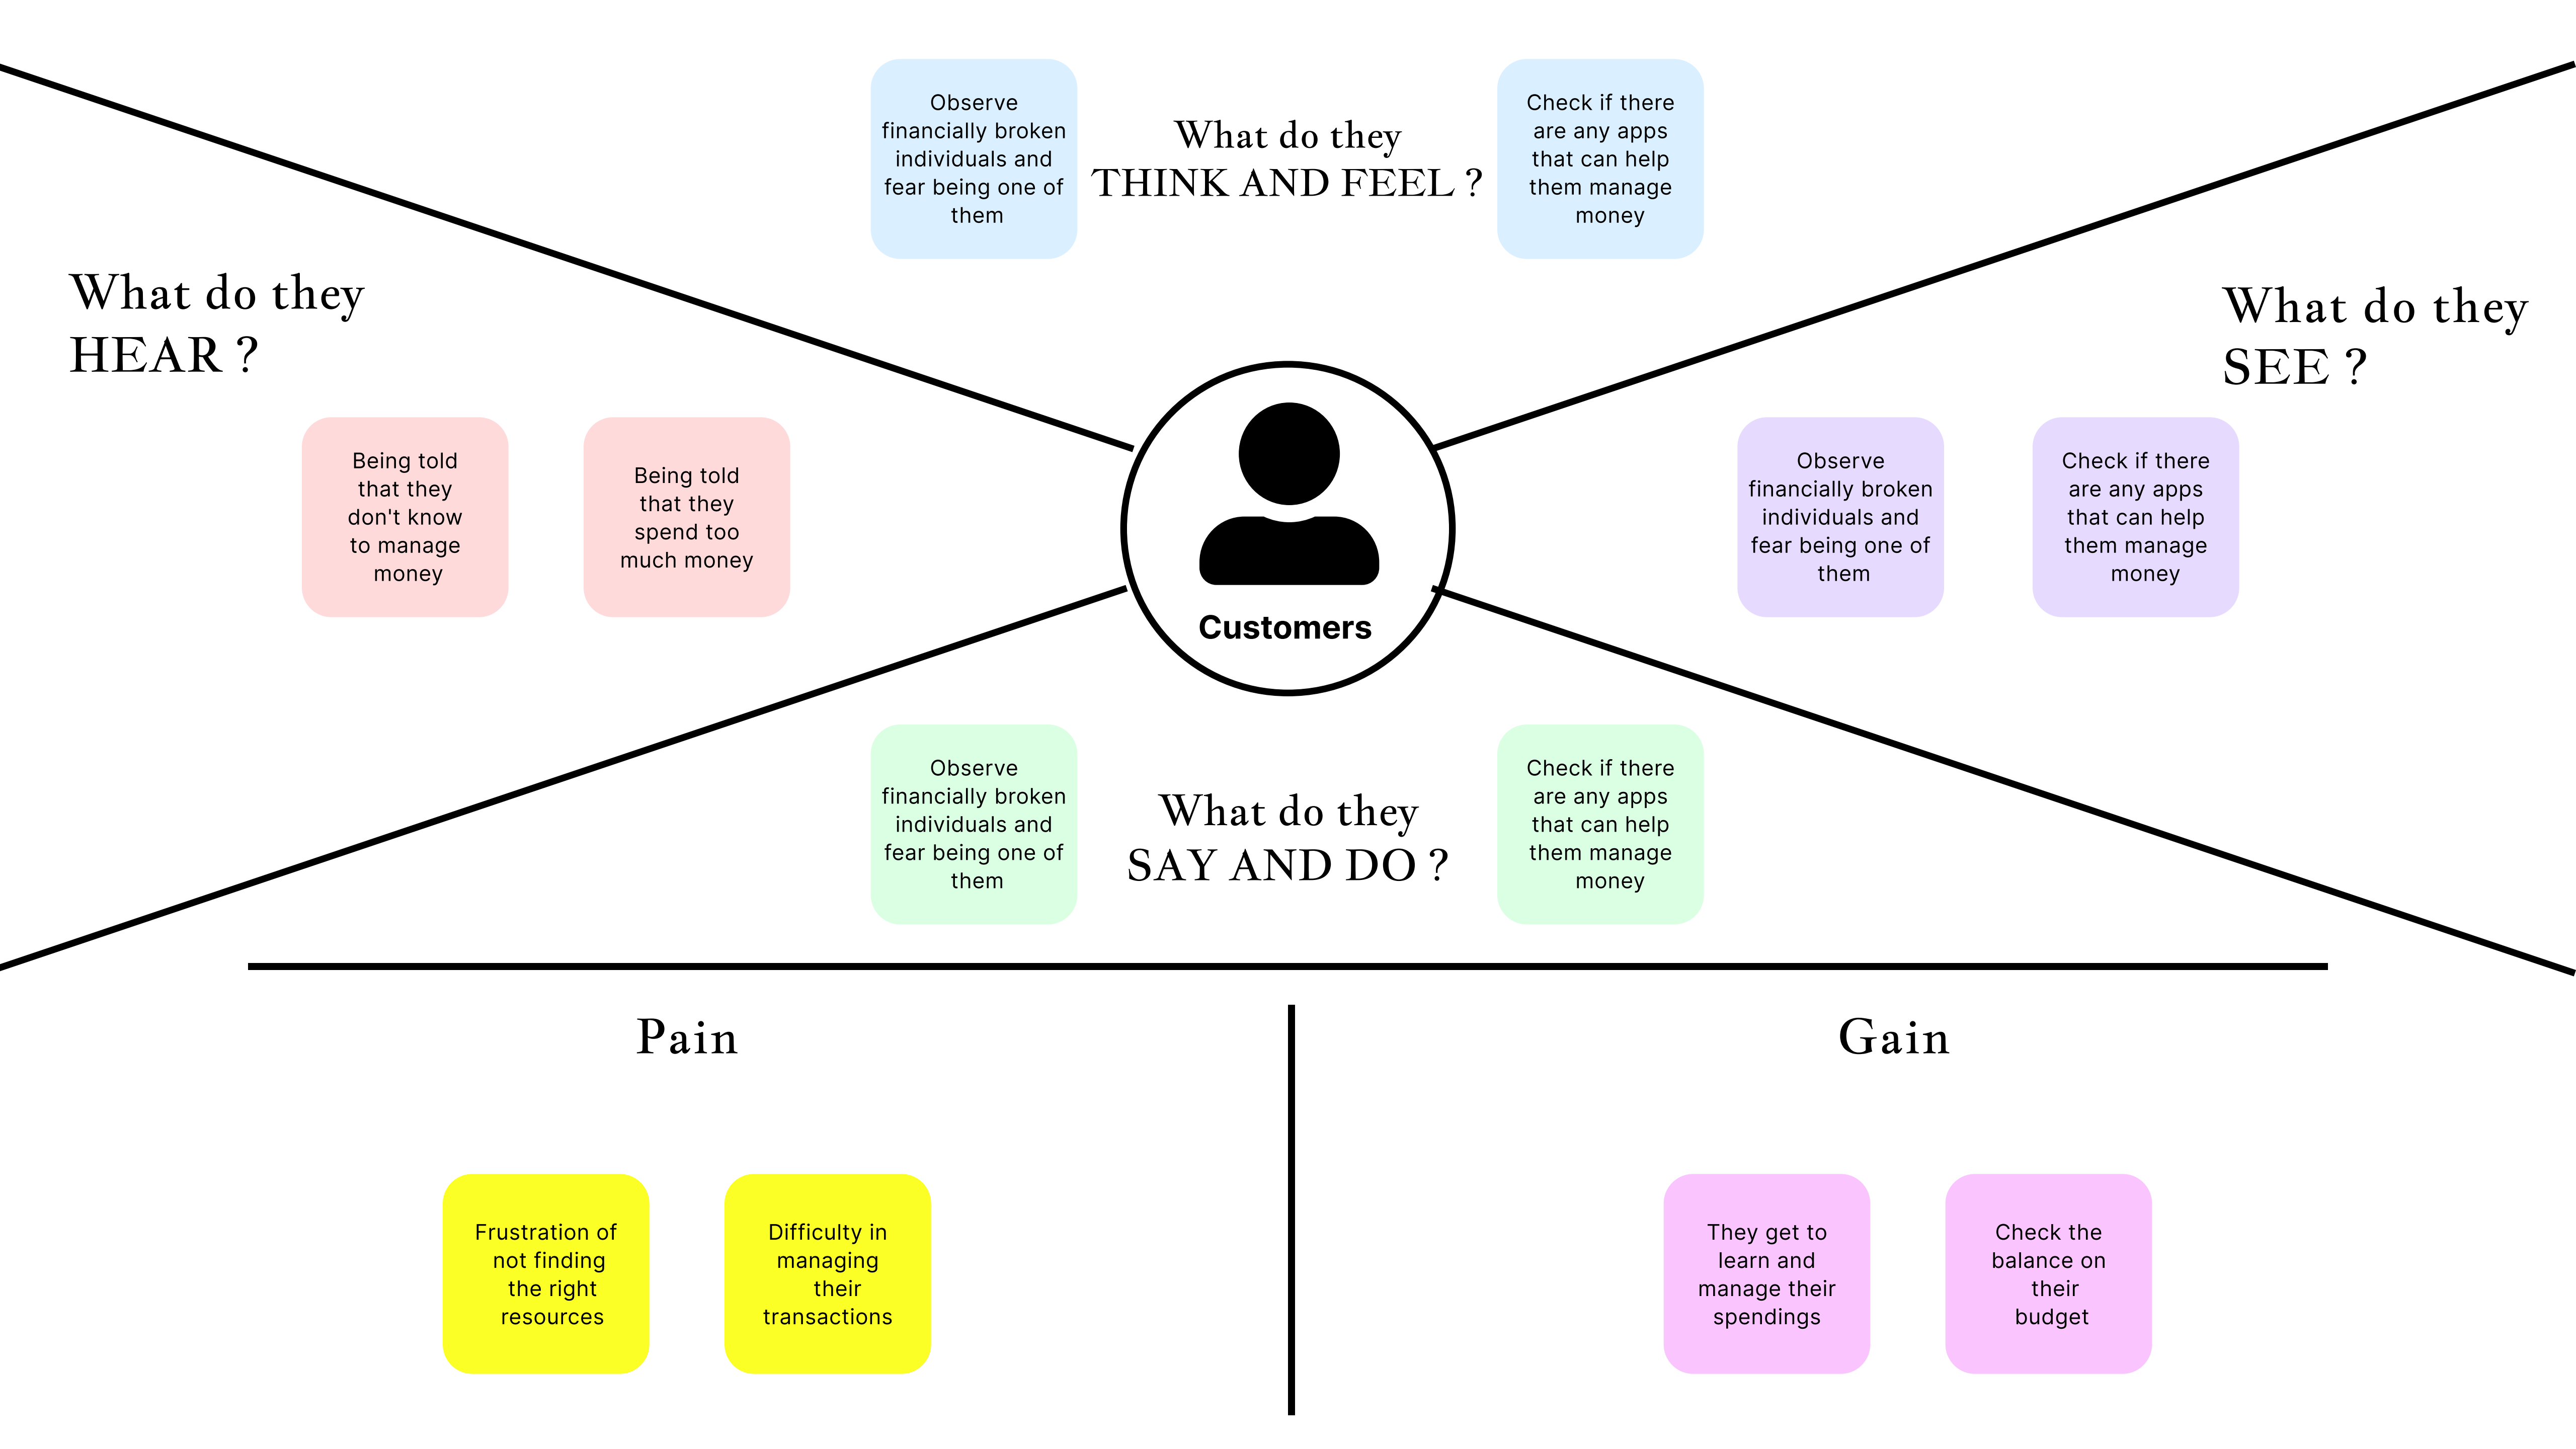 Observe
financially broken
individuals and
fear being one of
them
What do they
THINK AND FEEL ?
Check if there
are any apps
that can help
them manage
money
What do they
HEAR ?
Being told
that they
don't know
to manage
money
Being told
that they
spend too
much money
Customers
What do they
SEE ?
Observe
financially broken
individuals and
fear being one of
them
Check if there
are any apps
that can help
them manage
money
Observe
financially broken
individuals and
fear being one of
them
What do they
SAY AND DO ?
Check if there
are any apps
that can help
them manage
money
Pain
Frustration of
not finding
the right
resources
Difficulty in
managing
their
transactions
Gain
They get to
learn and
manage their
spendings
Check the
balance on
their
budget